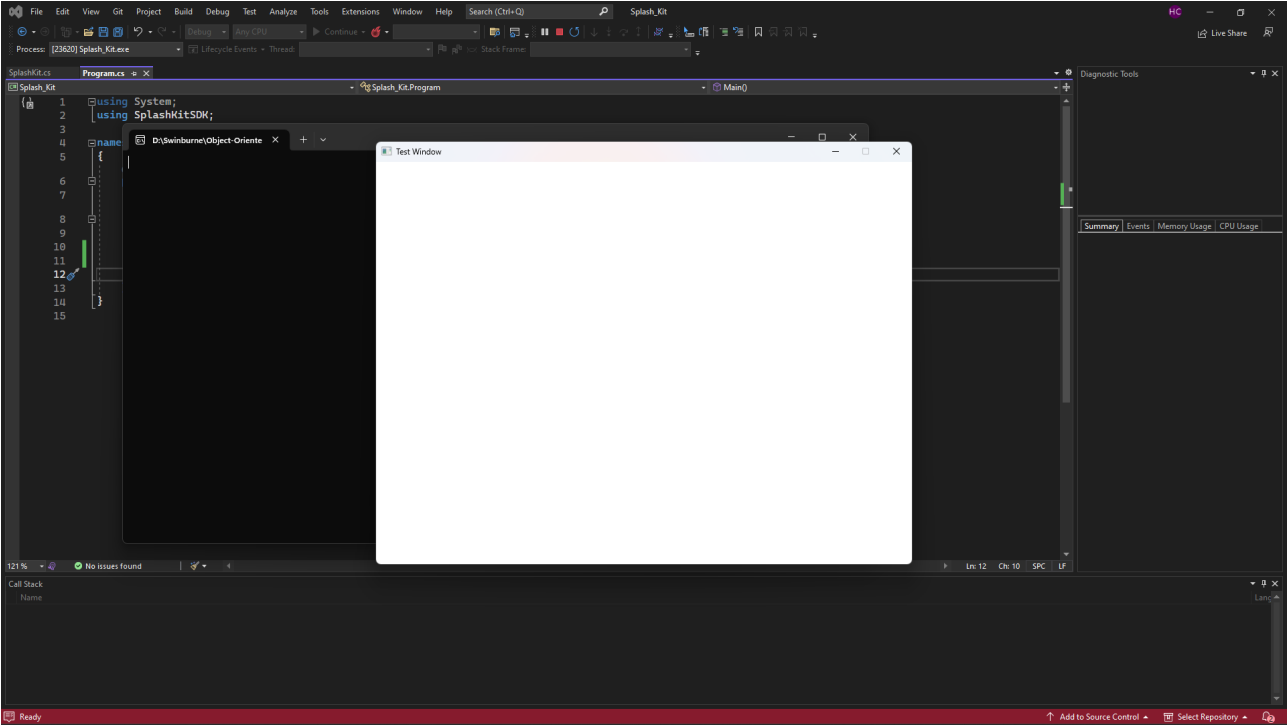 File Edit View Git Project Build Debug Test Analyze Tools Extensions Window Help Search (Ctrl+Q) Splash_Kit HC
Debug Any CPU Continue Live Share
Process: [23620] Splash_Kit.exe Lifecycle Events Thread: Stack Frame:
SplashKit.cs Program.cs Diagnostic Tools
Splash_Kit Splash_Kit.Program Main()
1 using System;
2 using SplashKitSDK;
3
4 name
5 {
6
7
8
9
10
11
12
13
14 }
15
D:\Swinburne\Object-Oriente
Test Window
Summary Events Memory Usage CPU Usage
121 % No issues found Ln: 12 Ch: 10 SPC LF
Call Stack
Name Lang
Ready Add to Source Control Select Repository